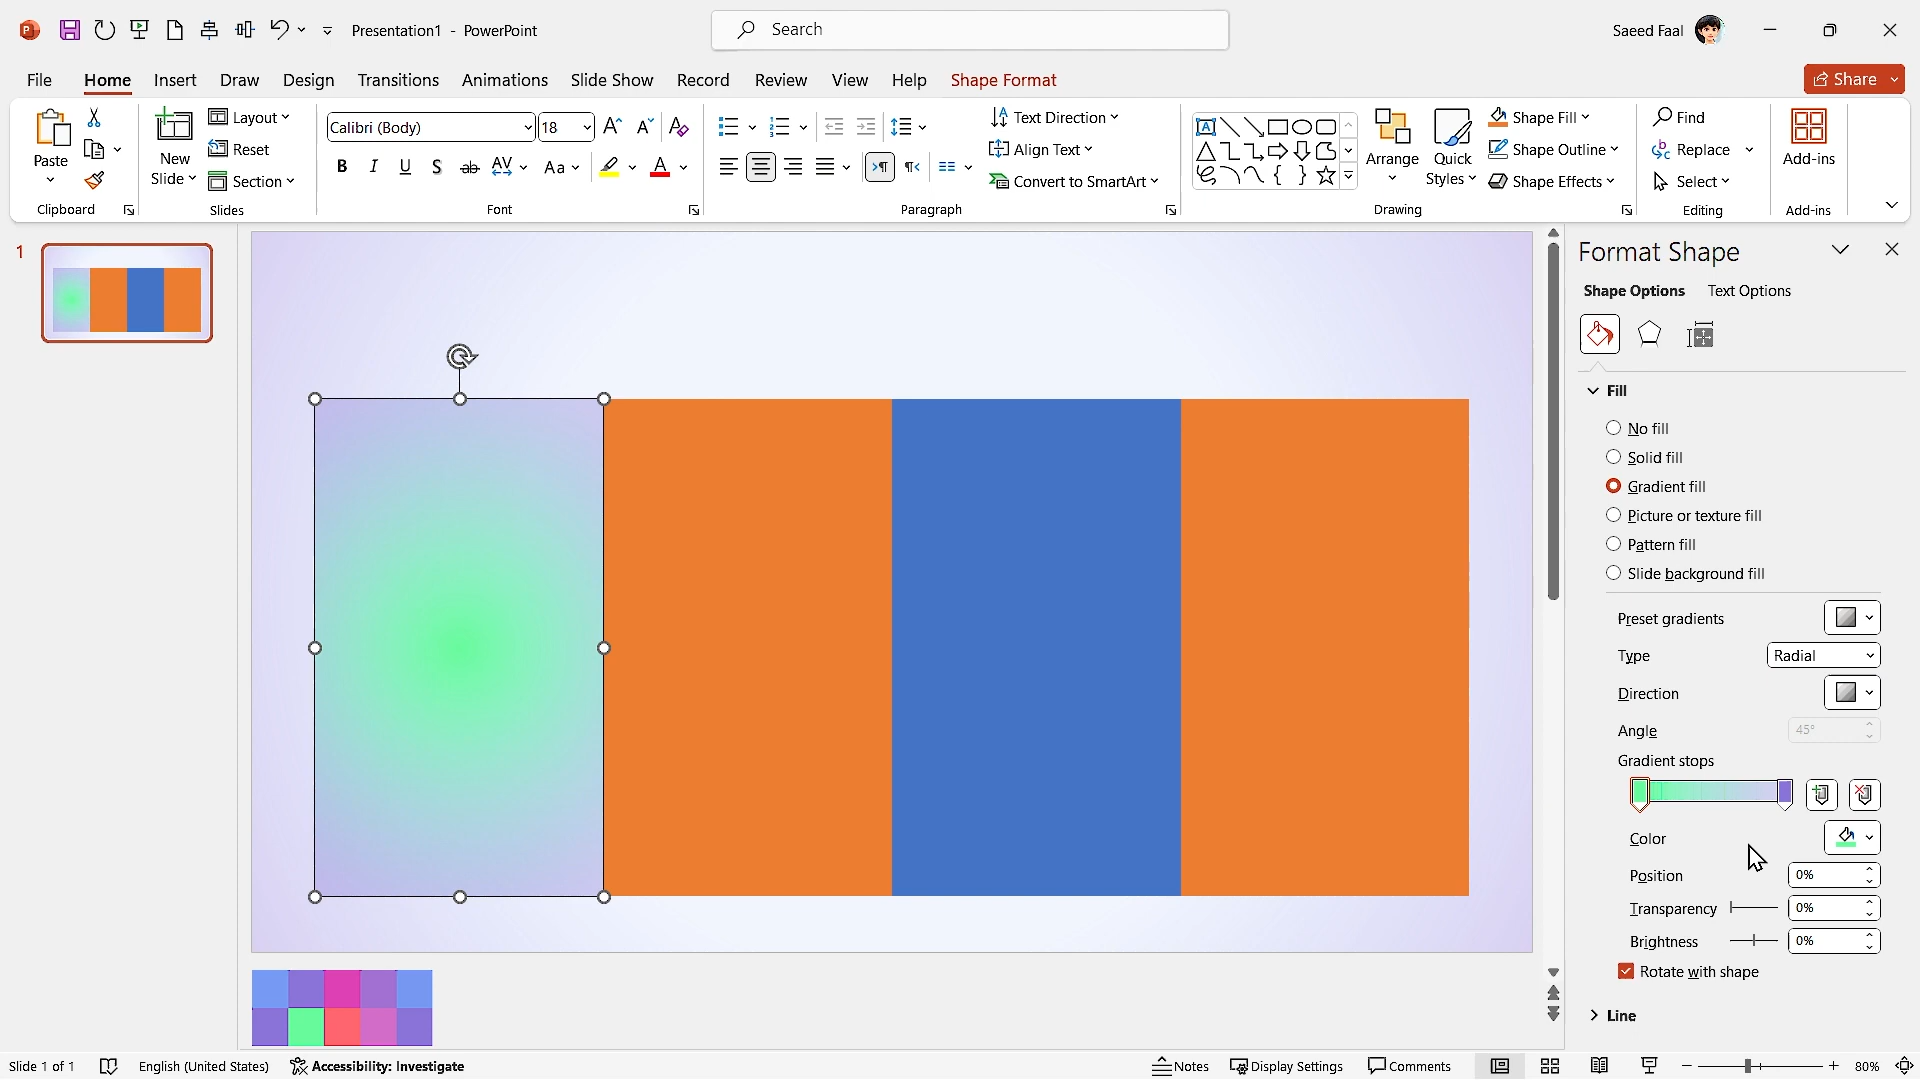 Presentation1 - PowerPoint
Search
Saeed Faal
File Home Insert Draw Design Transitions Animations Slide Show Record Review View Help Shape Format
Share
Paste
New Slide
Layout
Reset
Section
Calibri (Body) 18
Text Direction
Align Text
Convert to SmartArt
Arrange
Quick Styles
Shape Fill
Shape Outline
Shape Effects
Find
Replace
Select
Add-ins
Clipboard Slides Font Paragraph Drawing Editing Add-ins
1
Format Shape
Shape Options Text Options
Fill
No fill
Solid fill
Gradient fill
Picture or texture fill
Pattern fill
Slide background fill
Preset gradients
Type Radial
Direction
Angle 45°
Gradient stops
Color
Position 0%
Transparency 0%
Brightness 0%
Rotate with shape
Line
Slide 1 of 1 English (United States) Accessibility: Investigate Notes Display Settings Comments 80%